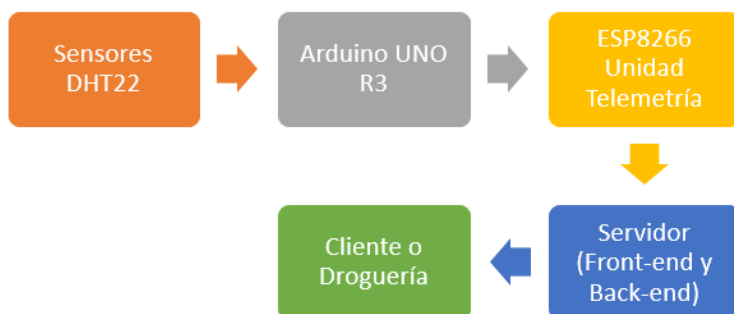 Sensores
DHT22
Arduino UNO
R3
ESP8266
Unidad
Telemetría
Cliente o
Droguería
Servidor
(Front-end y
Back-end)